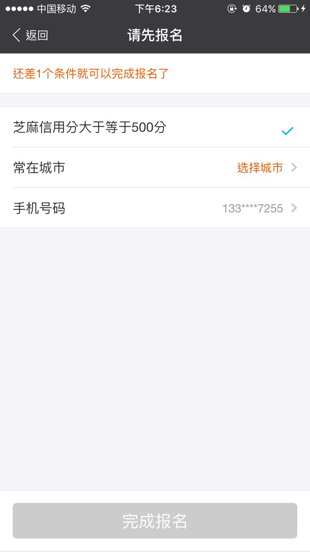 中国移动 下午6:23 64%
返回 请先报名
还差1个条件就可以完成报名了
芝麻信用分大于等于500分
常在城市 选择城市
手机号码 133****7255
完成报名